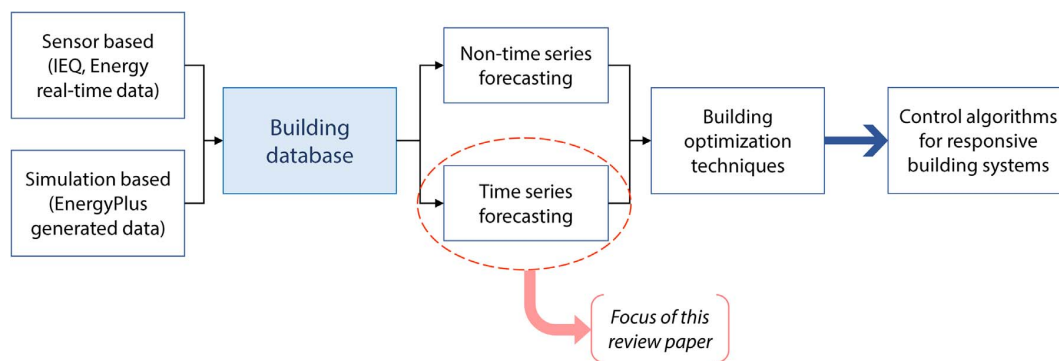 Sensor based
(IEQ, Energy
real-time data)
Simulation based
(EnergyPlus
generated data)
Building
database
Non-time series
forecasting
Time series
forecasting
Building
optimization
techniques
Control algorithms
for responsive
building systems
Focus of this
review paper